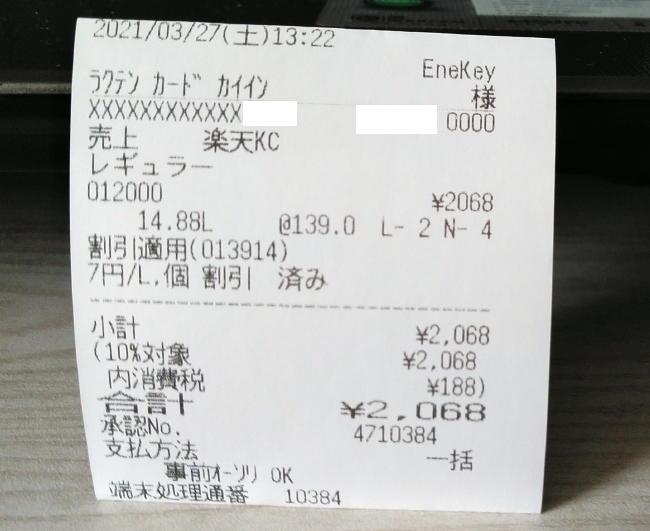 2021/03/27(土)13:22
EneKey
ラクテン カード カイイン 様
XXXXXXXXXXXX 0000
売上 楽天KC
レギュラー
012000 ¥2068
14.88L @139.0 L- 2 N- 4
割引適用(013914)
7円/L,個 割引 済み
小計 ¥2,068
(10%対象 ¥2,068
内消費税 ¥188)
合計 ¥2,068
承認No. 4710384
支払方法 一括
事前オーソリ OK
端末処理通番 10384